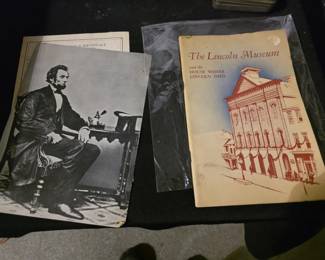 The Lincoln Museum
and the
HOUSE WHERE
LINCOLN DIED